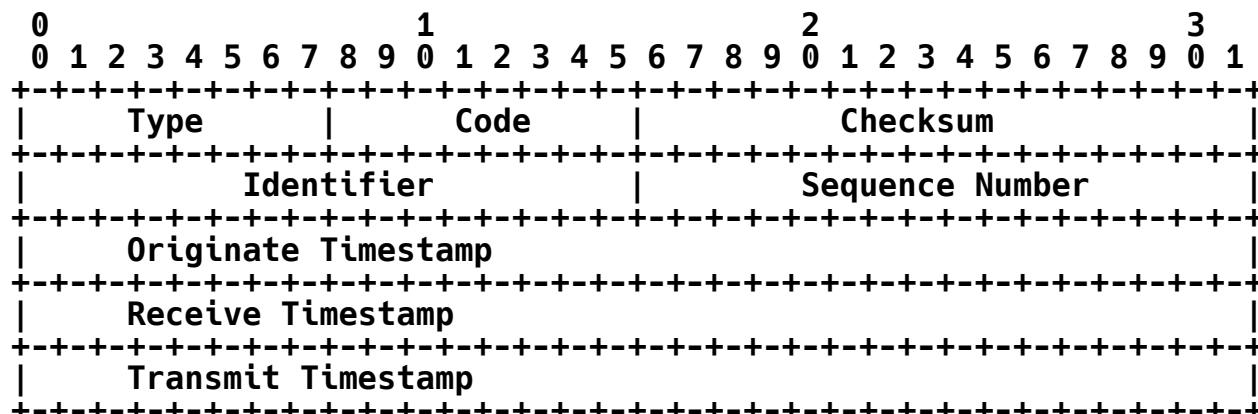 0                   1                   2                   3
 0 1 2 3 4 5 6 7 8 9 0 1 2 3 4 5 6 7 8 9 0 1 2 3 4 5 6 7 8 9 0 1
+-+-+-+-+-+-+-+-+-+-+-+-+-+-+-+-+-+-+-+-+-+-+-+-+-+-+-+-+-+-+-+-+
|     Type      |      Code     |          Checksum             |
+-+-+-+-+-+-+-+-+-+-+-+-+-+-+-+-+-+-+-+-+-+-+-+-+-+-+-+-+-+-+-+-+
|           Identifier          |        Sequence Number        |
+-+-+-+-+-+-+-+-+-+-+-+-+-+-+-+-+-+-+-+-+-+-+-+-+-+-+-+-+-+-+-+-+
|     Originate Timestamp                                       |
+-+-+-+-+-+-+-+-+-+-+-+-+-+-+-+-+-+-+-+-+-+-+-+-+-+-+-+-+-+-+-+-+
|     Receive Timestamp                                         |
+-+-+-+-+-+-+-+-+-+-+-+-+-+-+-+-+-+-+-+-+-+-+-+-+-+-+-+-+-+-+-+-+
|     Transmit Timestamp                                        |
+-+-+-+-+-+-+-+-+-+-+-+-+-+-+-+-+-+-+-+-+-+-+-+-+-+-+-+-+-+-+-+-+